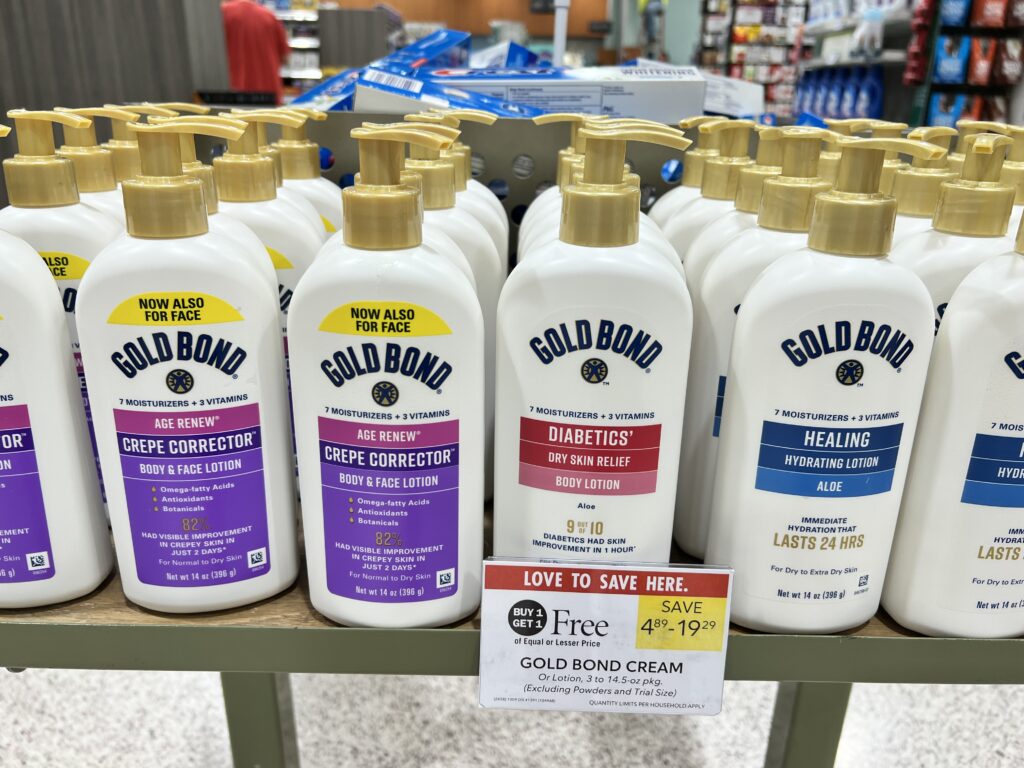 WHITENING
ALSO
CE
NOW ALSO
FOR FACE
GOLD BOND®
7 MOISTURIZERS + 3 VITAMINS
AGE RENEW®
CREPE CORRECTOR™
BODY & FACE LOTION
Omega-fatty Acids
Antioxidants
Botanicals
82%
HAD VISIBLE IMPROVEMENT
IN CREPEY SKIN IN
JUST 2 DAYS*
For Normal to Dry Skin
Net wt 14 oz (396 g)
NOW ALSO
FOR FACE
GOLD BOND®
7 MOISTURIZERS + 3 VITAMINS
AGE RENEW®
CREPE CORRECTOR™
BODY & FACE LOTION
Omega-fatty Acids
Antioxidants
Botanicals
82%
HAD VISIBLE IMPROVEMENT
IN CREPEY SKIN IN
JUST 2 DAYS*
For Normal to Dry Skin
Net wt 14 oz (396 g)
GOLD BOND®
7 MOISTURIZERS + 3 VITAMINS
DIABETICS'
DRY SKIN RELIEF
BODY LOTION
Aloe
9 OUT OF 10
DIABETICS HAD SKIN
IMPROVEMENT IN 1 HOUR*
GOLD BOND®
7 MOISTURIZERS + 3 VITAMINS
HEALING
HYDRATING LOTION
ALOE
IMMEDIATE
HYDRATION THAT
LASTS 24 HRS
For Dry to Extra Dry Skin
Net wt 14 oz (396 g)
LOVE TO SAVE HERE.
BUY 1
GET 1 Free
of Equal or Lesser Price
SAVE
4⁸⁹-19²⁹
GOLD BOND CREAM
Or Lotion, 3 to 14.5-oz pkg.
(Excluding Powders and Trial Size)
QUANTITY LIMITS PER HOUSEHOLD APPLY